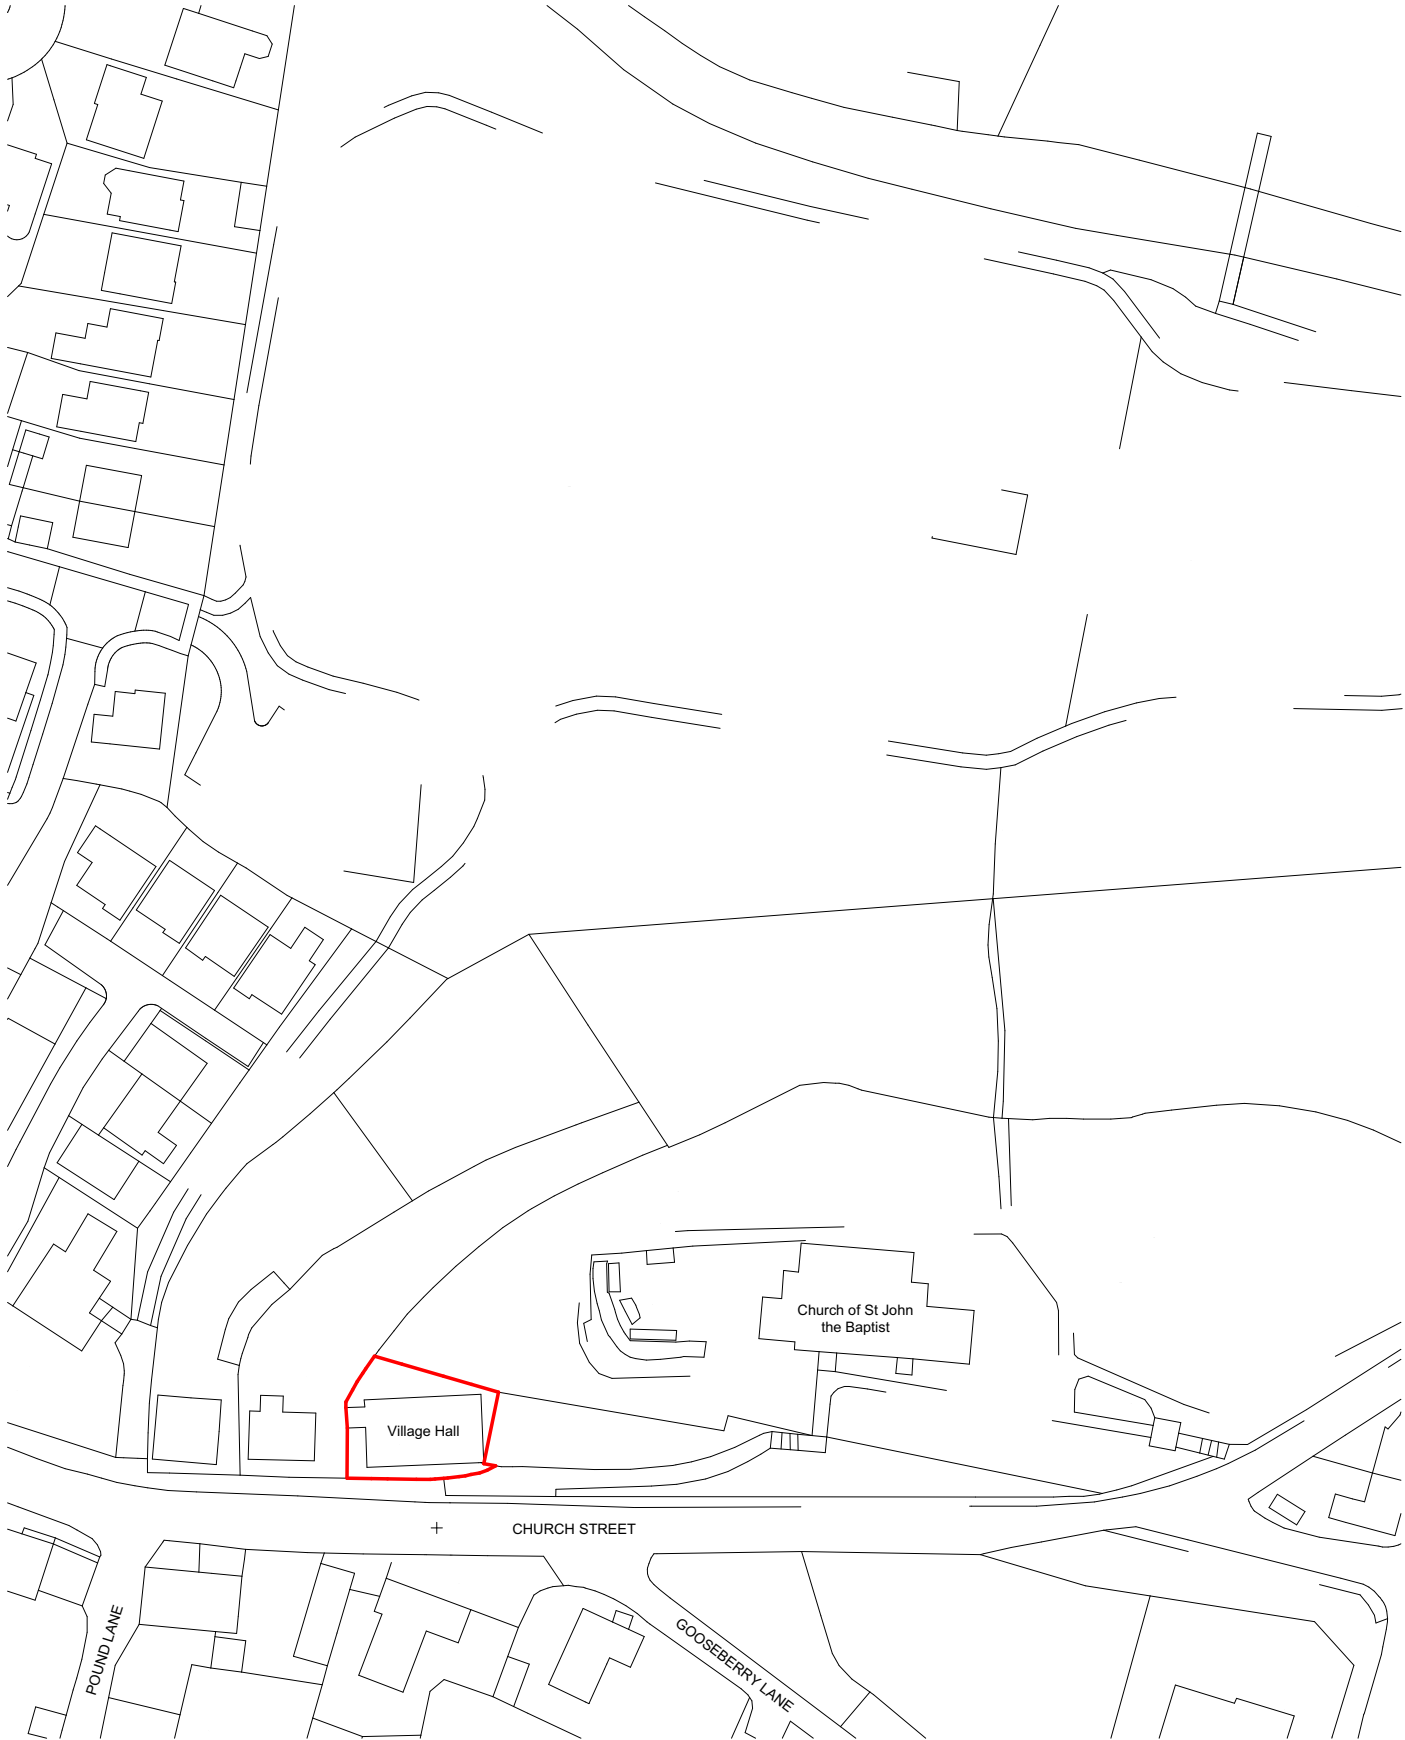 Church of St John
the Baptist
Village Hall
CHURCH STREET
POUND LANE
GOOSEBERRY LANE